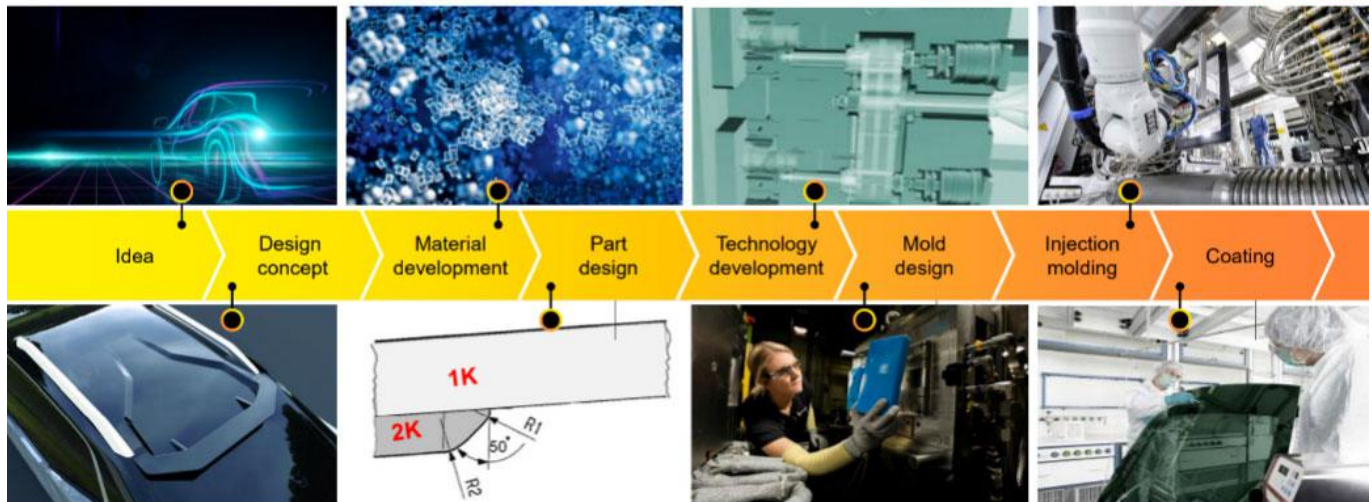 Idea
Design
concept
Material
development
Part
design
Technology
development
Mold
design
Injection
molding
Coating
1K
2K
50°
R1
R2